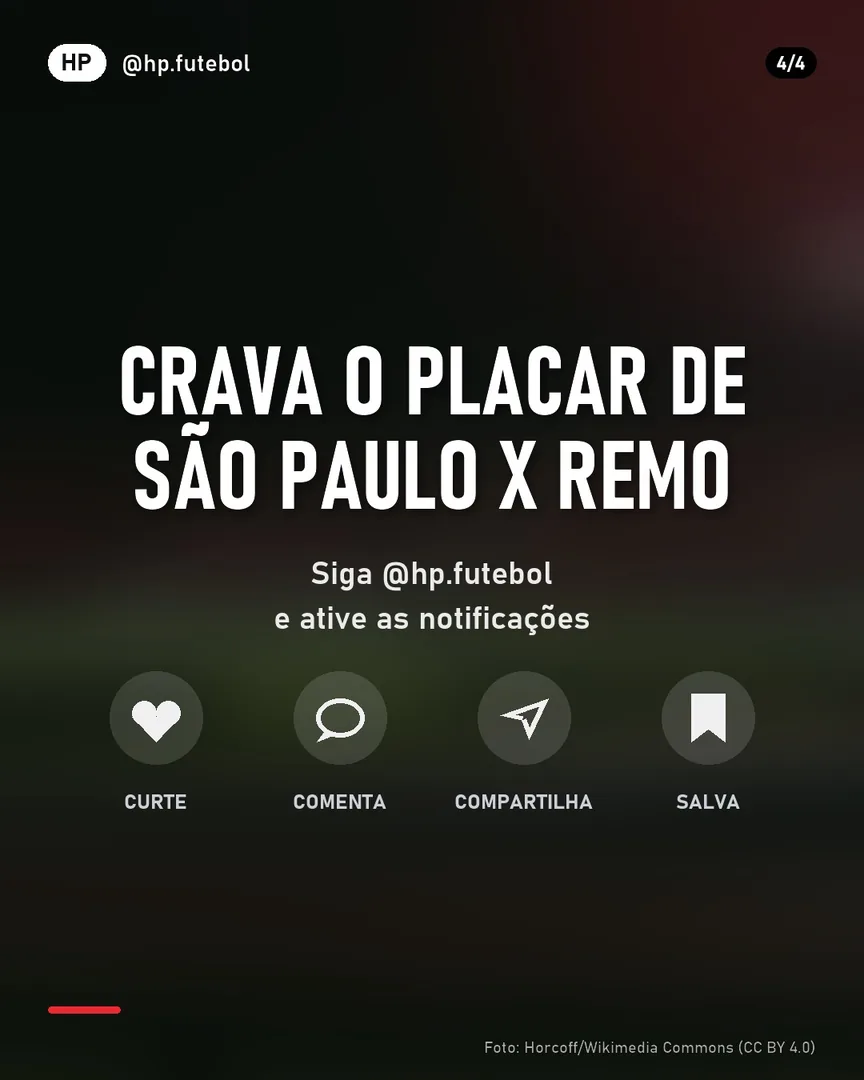 HP @hp.futebol
4/4
CRAVA O PLACAR DE
SÃO PAULO X REMO
Siga @hp.futebol
e ative as notificações
CURTE COMENTA COMPARTILHA SALVA
Foto: Horcoff/Wikimedia Commons (CC BY 4.0)